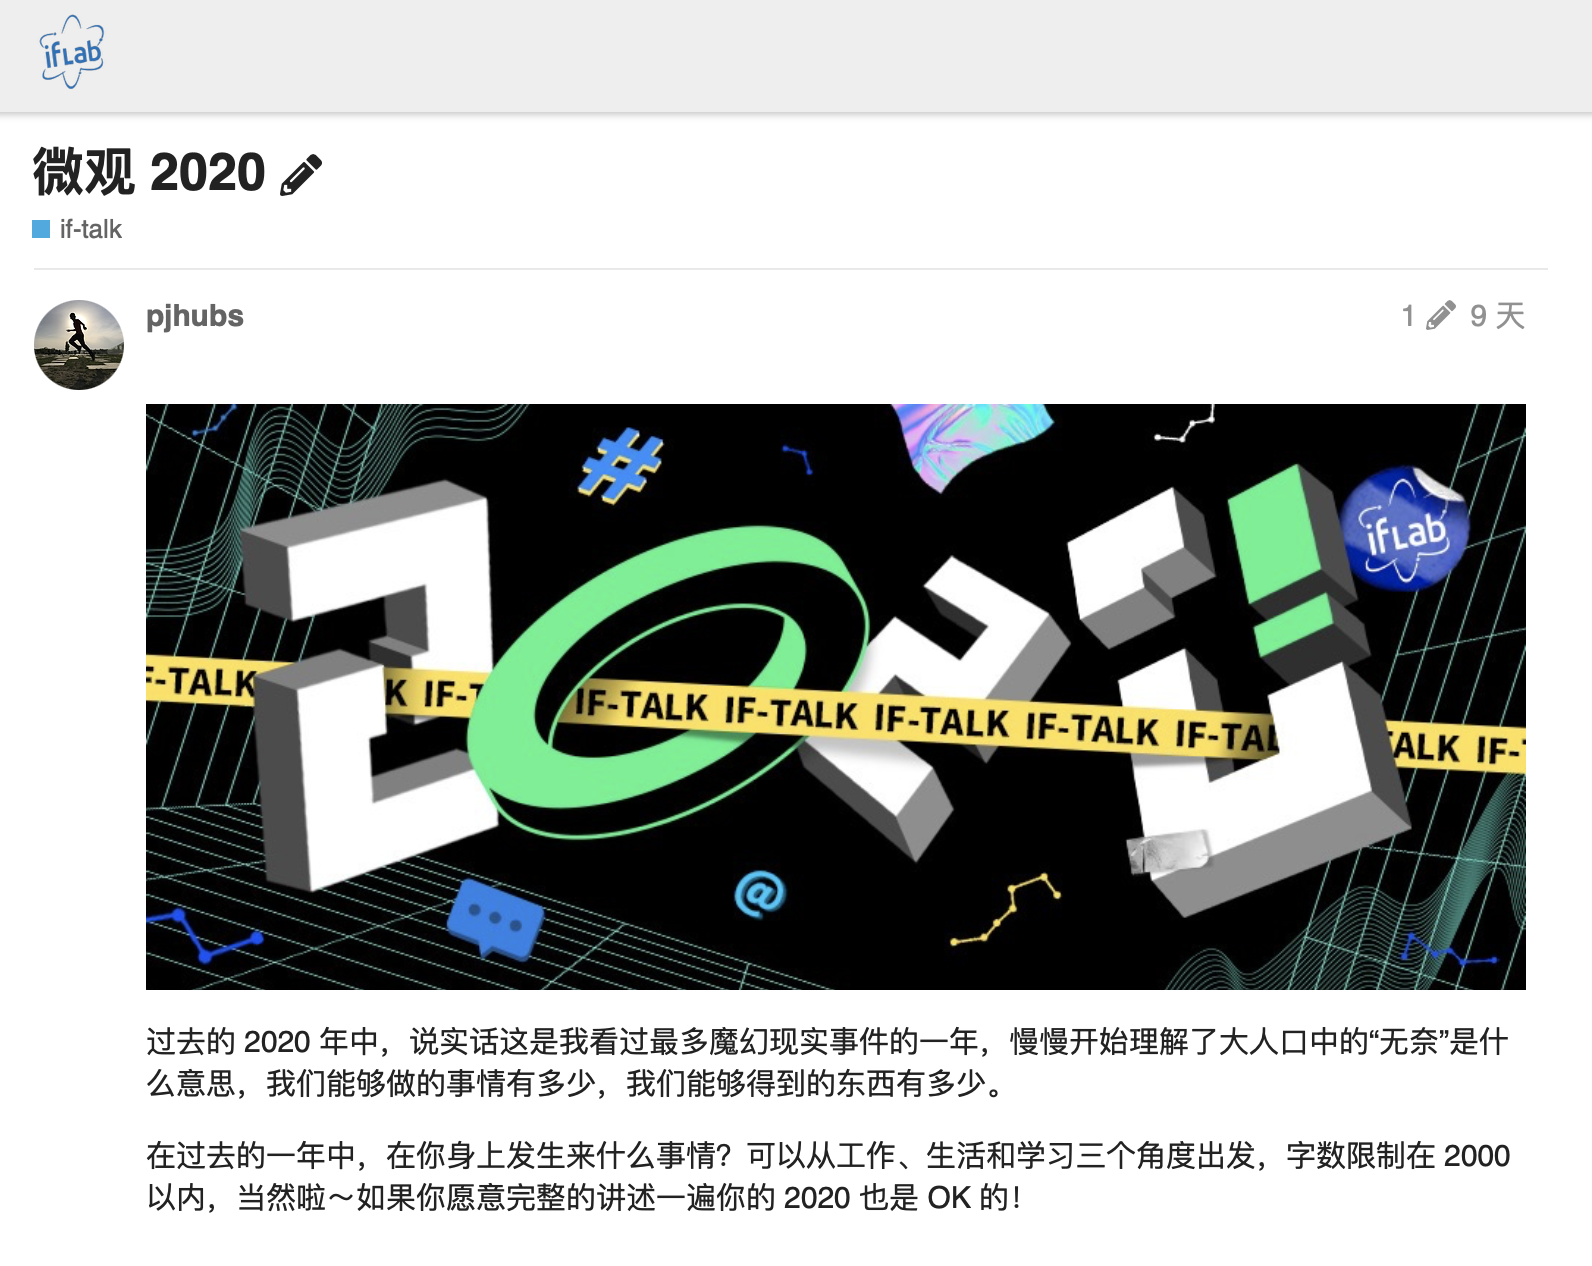 ifLab
微观 2020
if-talk
pjhubs
1 9 天
#
2020
ifLab
F-TALK K IF-T IF-TALK IF-TALK IF-TALK IF-TALK IF-TAL TALK IF-T
@
过去的 2020 年中，说实话这是我看过最多魔幻现实事件的一年，慢慢开始理解了大人口中的“无奈”是什
么意思，我们能够做的事情有多少，我们能够得到的东西有多少。
在过去的一年中，在你身上发生来什么事情？可以从工作、生活和学习三个角度出发，字数限制在 2000
以内，当然啦～如果你愿意完整的讲述一遍你的 2020 也是 OK 的！